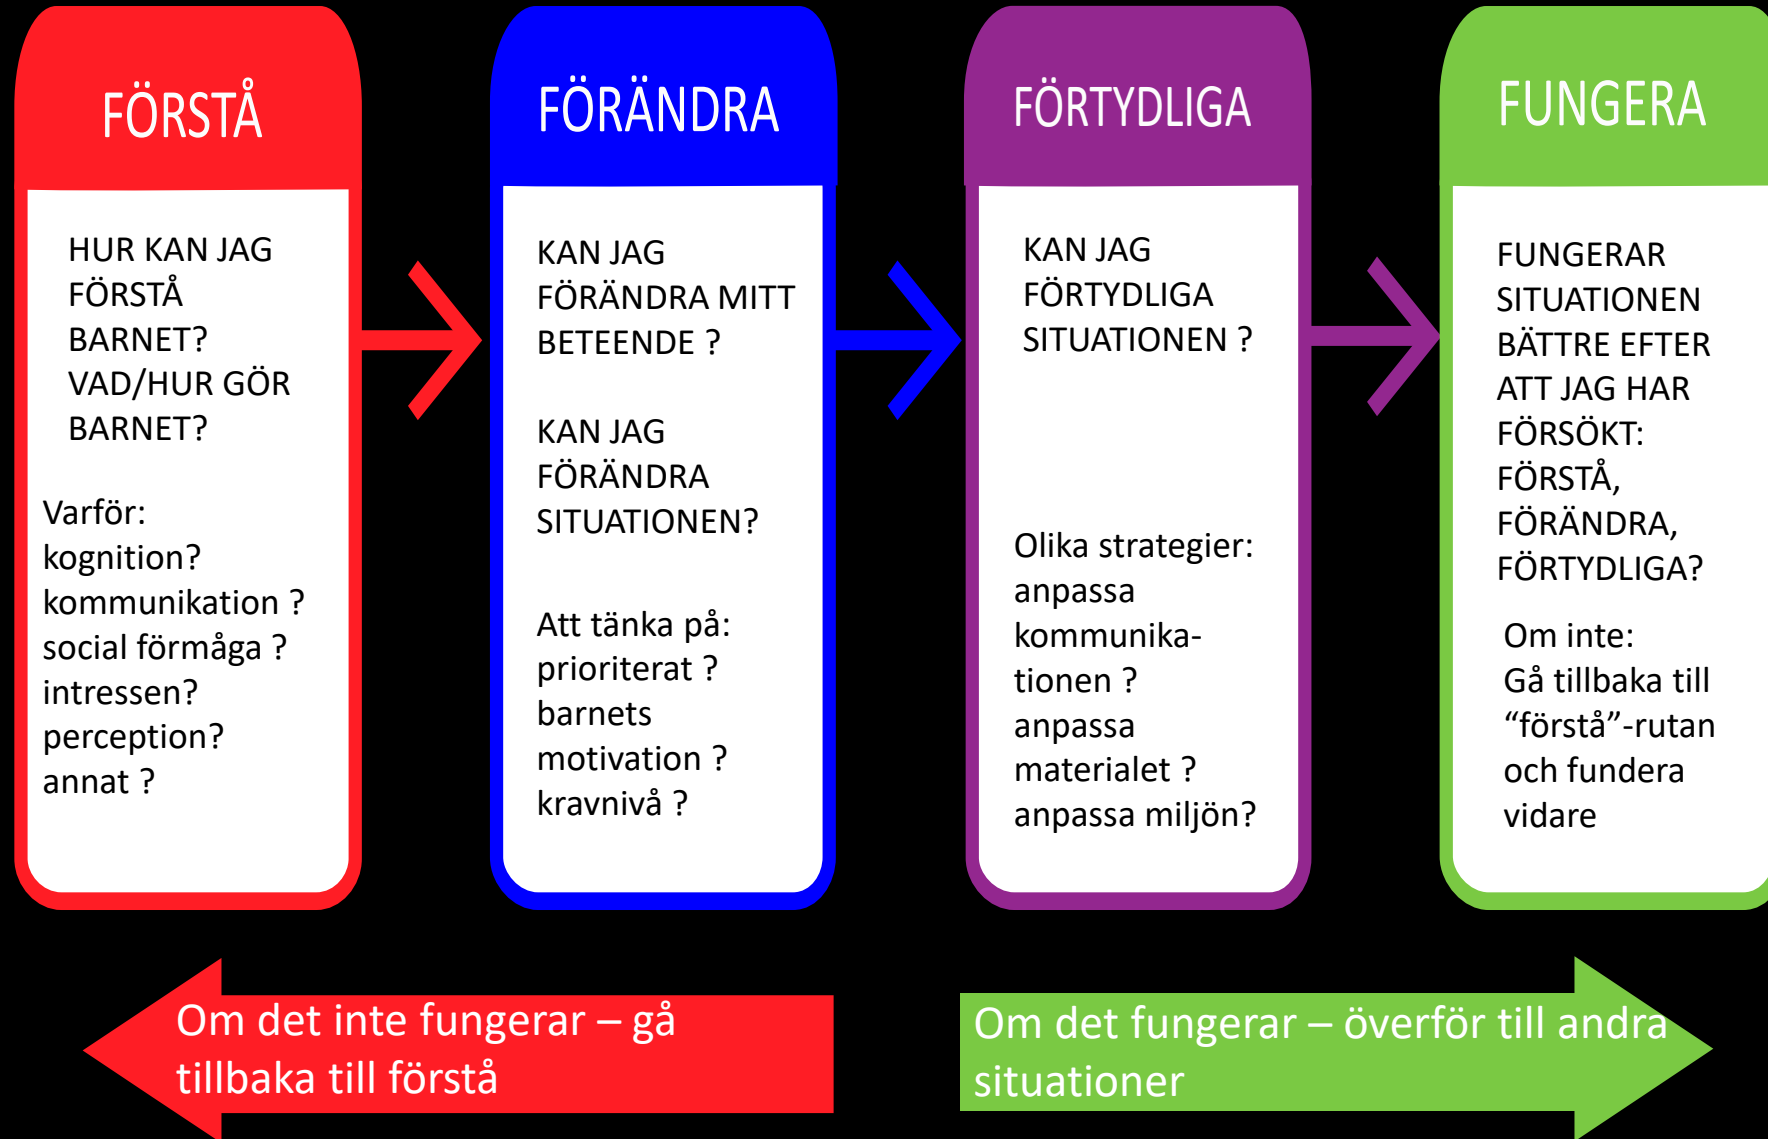 FÖRSTÅ
HUR KAN JAG
FÖRSTÅ
BARNET?
VAD/HUR GÖR
BARNET?
Varför:
kognition?
kommunikation ?
social förmåga ?
intressen?
perception?
annat ?
FÖRÄNDRA
KAN JAG
FÖRÄNDRA MITT
BETEENDE ?
KAN JAG
FÖRÄNDRA
SITUATIONEN?
Att tänka på:
prioriterat ?
barnets
motivation ?
kravnivå ?
FÖRTYDLIGA
KAN JAG
FÖRTYDLIGA
SITUATIONEN ?
Olika strategier:
anpassa
kommunika-
tionen ?
anpassa
materialet ?
anpassa miljön?
FUNGERA
FUNGERAR
SITUATIONEN
BÄTTRE EFTER
ATT JAG HAR
FÖRSÖKT:
FÖRSTÅ,
FÖRÄNDRA,
FÖRTYDLIGA?
Om inte:
Gå tillbaka till
“förstå”-rutan
och fundera
vidare
Om det inte fungerar – gå
tillbaka till förstå
Om det fungerar – överför till andra
situationer